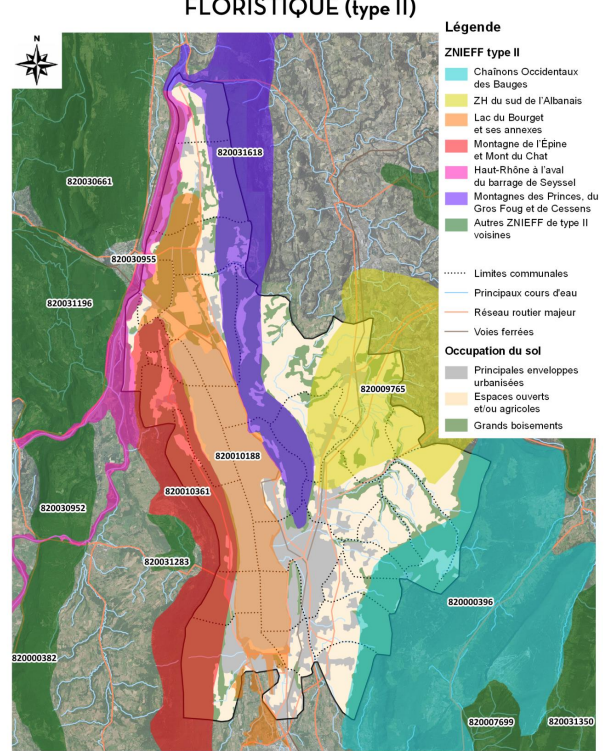 FLORISTIQUE (type II)
N
Légende
ZNIEFF type II
Chaînons Occidentaux
des Bauges
ZH du sud de l'Albanais
Lac du Bourget
et ses annexes
Montagne de l'Épine
et Mont du Chat
Haut-Rhône à l'aval
du barrage de Seyssel
Montagnes des Princes, du
Gros Foug et de Cessens
Autres ZNIEFF de type II
voisines
Limites communales
Principaux cours d'eau
Réseau routier majeur
Voies ferrées
Occupation du sol
Principales enveloppes
urbanisées
Espaces ouverts
et/ou agricoles
Grands boisements
820031618
820030661
820030955
820031196
820009765
820010188
820010361
820030952
820031283
820000396
820000382
820007699
820031350